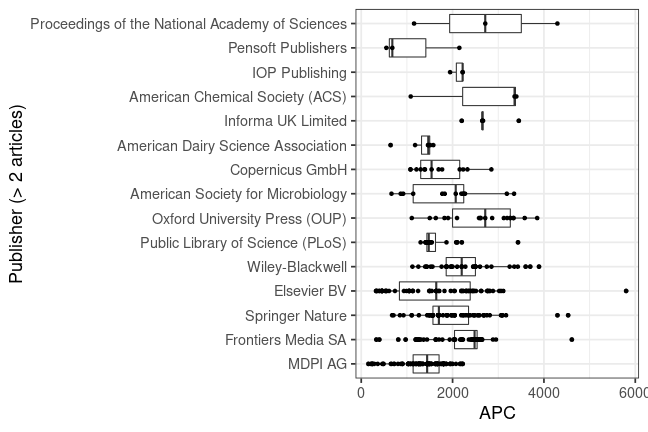 Proceedings of the National Academy of Sciences
Pensoft Publishers
IOP Publishing
American Chemical Society (ACS)
Informa UK Limited
American Dairy Science Association
Copernicus GmbH
American Society for Microbiology
Oxford University Press (OUP)
Public Library of Science (PLoS)
Wiley-Blackwell
Elsevier BV
Springer Nature
Frontiers Media SA
MDPI AG
Publisher (> 2 articles)
0 2000 4000 6000
APC